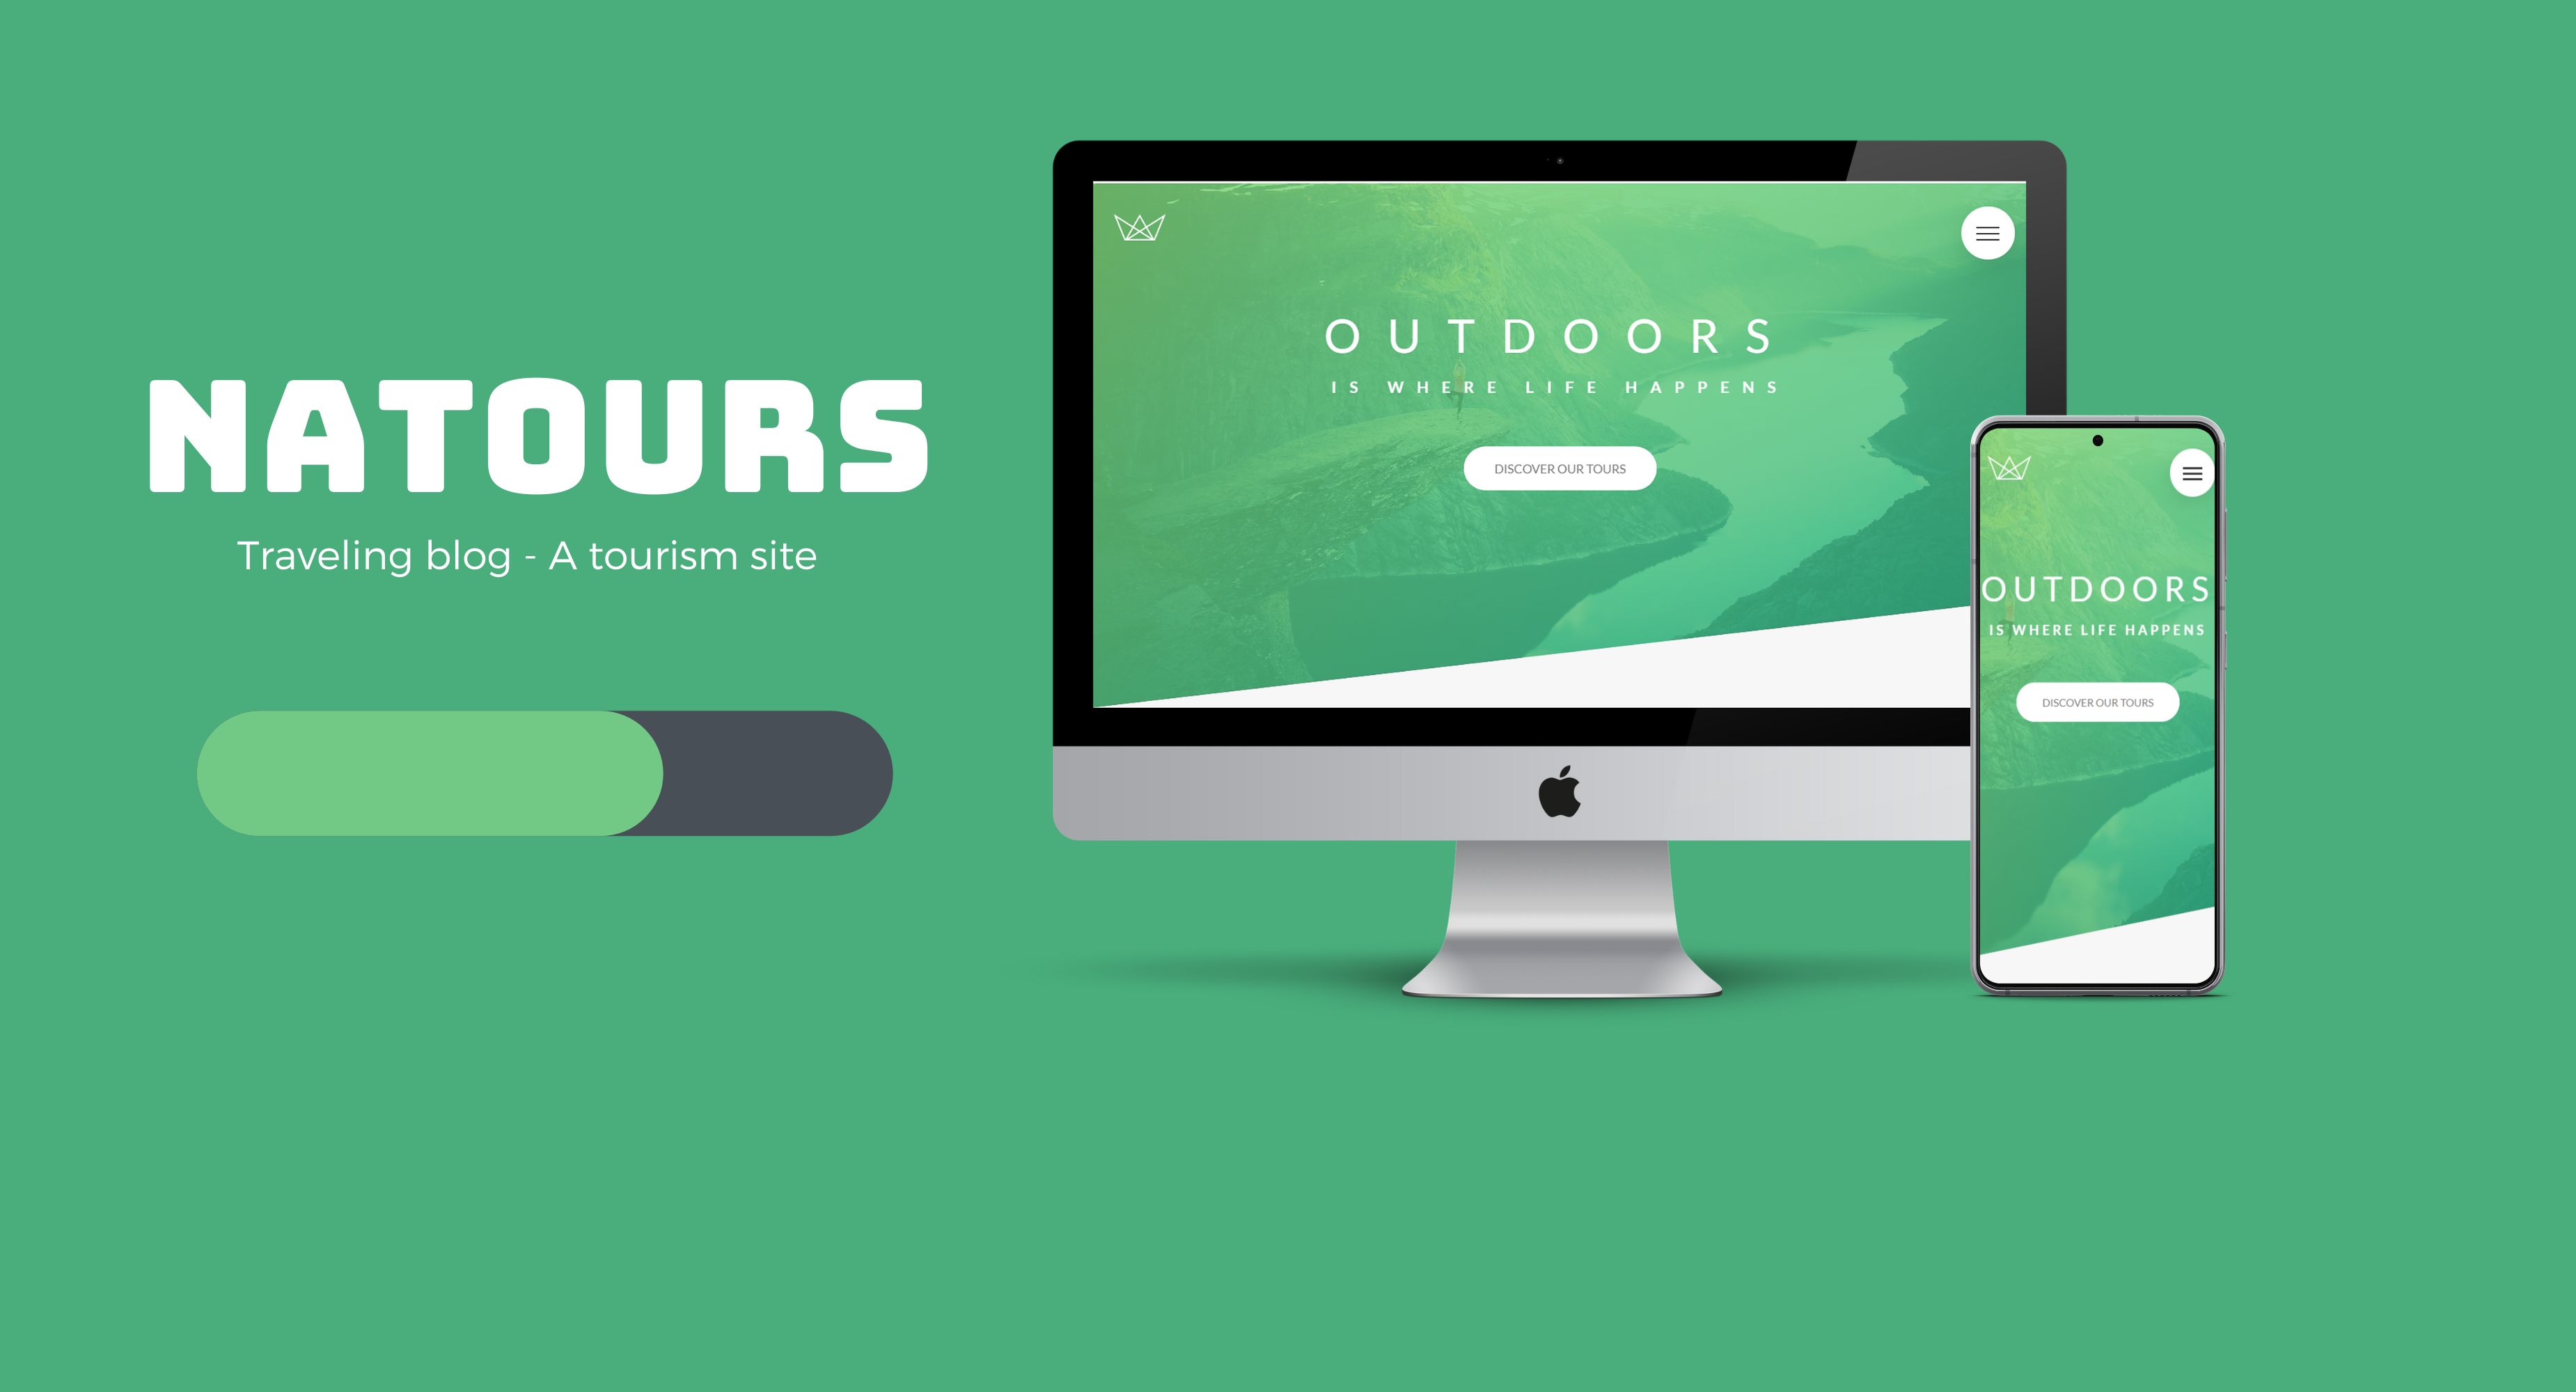 NATOURS
Traveling blog - A tourism site
OUTDOORS
IS WHERE LIFE HAPPENS
DISCOVER OUR TOURS
OUTDOORS
IS WHERE LIFE HAPPENS
DISCOVER OUR TOURS